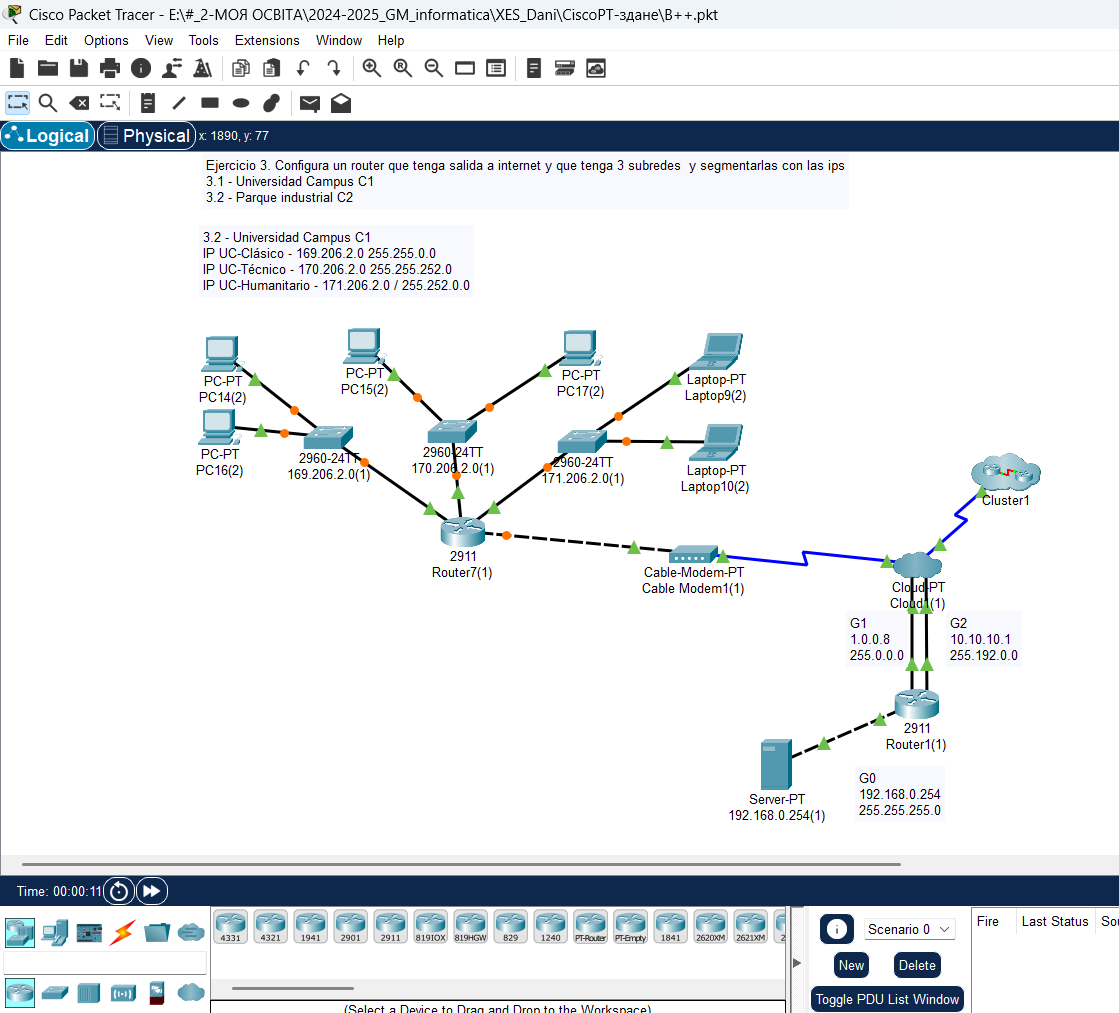 Cisco Packet Tracer - E:\#_2-МОЯ ОСВІТА\2024-2025_GM_informatica\XES_Dani\CiscoPT-здане\B++.pkt
File Edit Options View Tools Extensions Window Help
Logical Physical x: 1890, y: 77
Ejercicio 3. Configura un router que tenga salida a internet y que tenga 3 subredes y segmentarlas con las ips
3.1 - Universidad Campus C1
3.2 - Parque industrial C2
3.2 - Universidad Campus C1
IP UC-Clásico - 169.206.2.0 255.255.0.0
IP UC-Técnico - 170.206.2.0 255.255.252.0
IP UC-Humanitario - 171.206.2.0 / 255.252.0.0
PC-PT
PC14(2)
PC-PT
PC15(2)
PC-PT
PC17(2)
Laptop-PT
Laptop9(2)
PC-PT
PC16(2)
2960-24TT
169.206.2.0(1)
2960-24TT
170.206.2.0(1)
2960-24TT
171.206.2.0(1)
Laptop-PT
Laptop10(2)
Cluster1
2911
Router7(1)
Cable-Modem-PT
Cable Modem1(1)
Cloud-PT
Cloud1(1)
G1
1.0.0.8
255.0.0.0
G2
10.10.10.1
255.192.0.0
2911
Router1(1)
Server-PT
192.168.0.254(1)
G0
192.168.0.254
255.255.255.0
Time: 00:00:11
4331 4321 1941 2901 2911 819IOX 819HGW 829 1240 PT-Router PT-Empty 1841 2620XM 2621XM
(Select a Device to Drag and Drop to the Workspace)
Scenario 0
New Delete
Toggle PDU List Window
Fire Last Status Sou